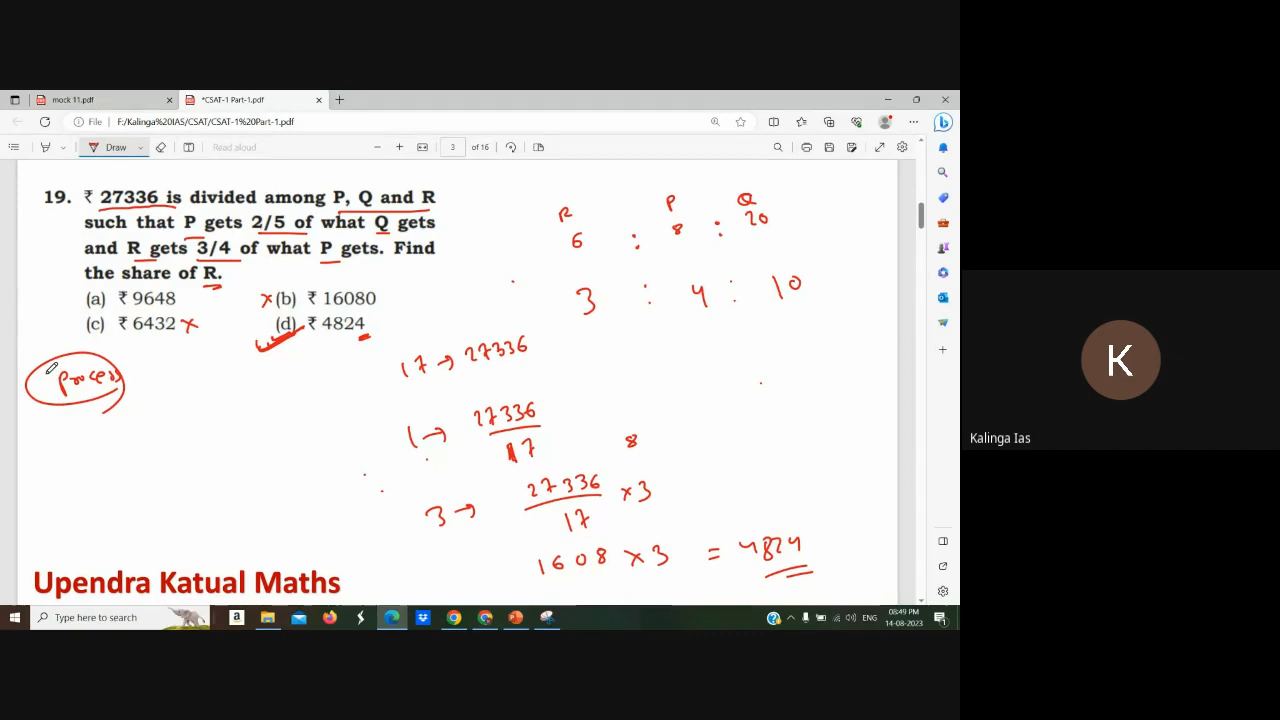 mock 11.pdf
*CSAT-1 Part-1.pdf
File
F:/Kalinga%20IAS/CSAT/CSAT-1%20Part-1.pdf
Draw
Read aloud
3
of 16
19. ₹ 27336 is divided among P, Q and R
such that P gets 2/5 of what Q gets
and R gets 3/4 of what P gets. Find
the share of R.
(a) ₹ 9648
x (b) ₹ 16080
(c) ₹ 6432 x
(d) ₹ 4824
process
R P Q
6 : 8 : 20
3 : 4 : 10
17 → 27336
1 → 27336
17
8
3 → 27336 ×3
17
1608 × 3 = 4824
Upendra Katual Maths
K
Kalinga Ias
Type here to search
a
ENG
08:49 PM
14-08-2023
1